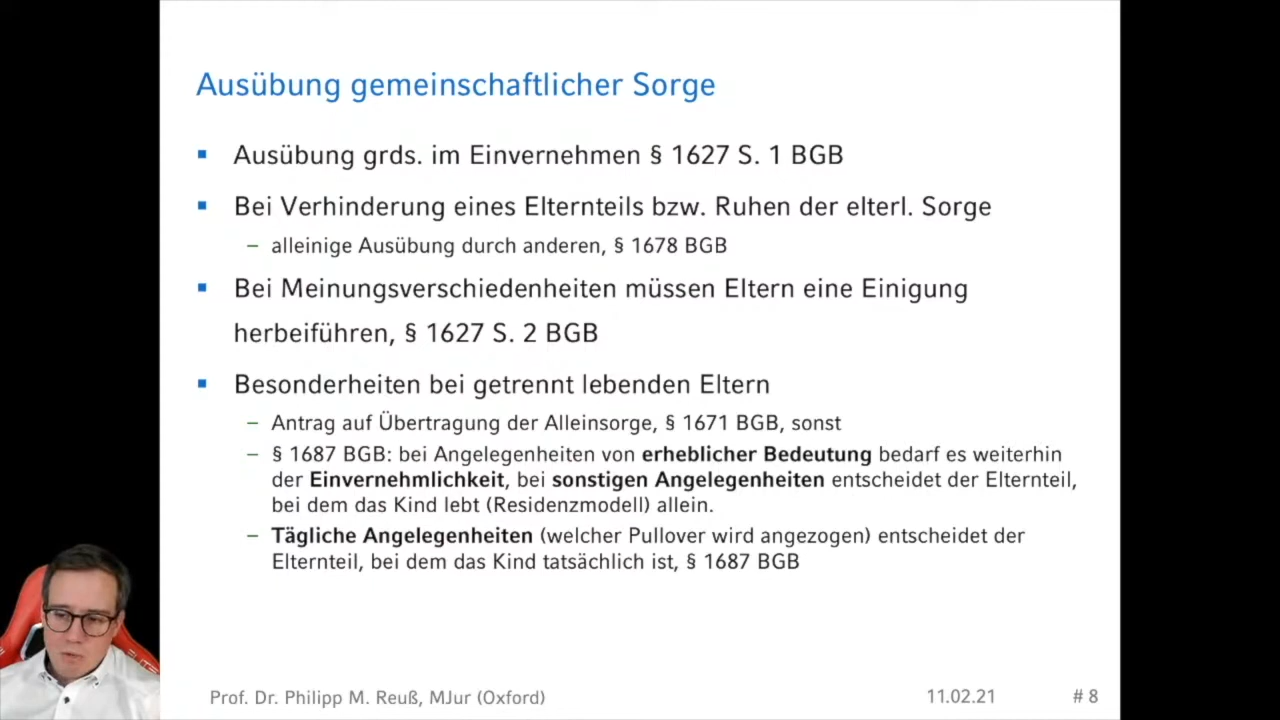 Ausübung gemeinschaftlicher Sorge
▪ Ausübung grds. im Einvernehmen § 1627 S. 1 BGB
▪ Bei Verhinderung eines Elternteils bzw. Ruhen der elterl. Sorge
– alleinige Ausübung durch anderen, § 1678 BGB
▪ Bei Meinungsverschiedenheiten müssen Eltern eine Einigung
herbeiführen, § 1627 S. 2 BGB
▪ Besonderheiten bei getrennt lebenden Eltern
– Antrag auf Übertragung der Alleinsorge, § 1671 BGB, sonst
– § 1687 BGB: bei Angelegenheiten von erheblicher Bedeutung bedarf es weiterhin
der Einvernehmlichkeit, bei sonstigen Angelegenheiten entscheidet der Elternteil,
bei dem das Kind lebt (Residenzmodell) allein.
– Tägliche Angelegenheiten (welcher Pullover wird angezogen) entscheidet der
Elternteil, bei dem das Kind tatsächlich ist, § 1687 BGB
Prof. Dr. Philipp M. Reuß, MJur (Oxford) 11.02.21 # 8